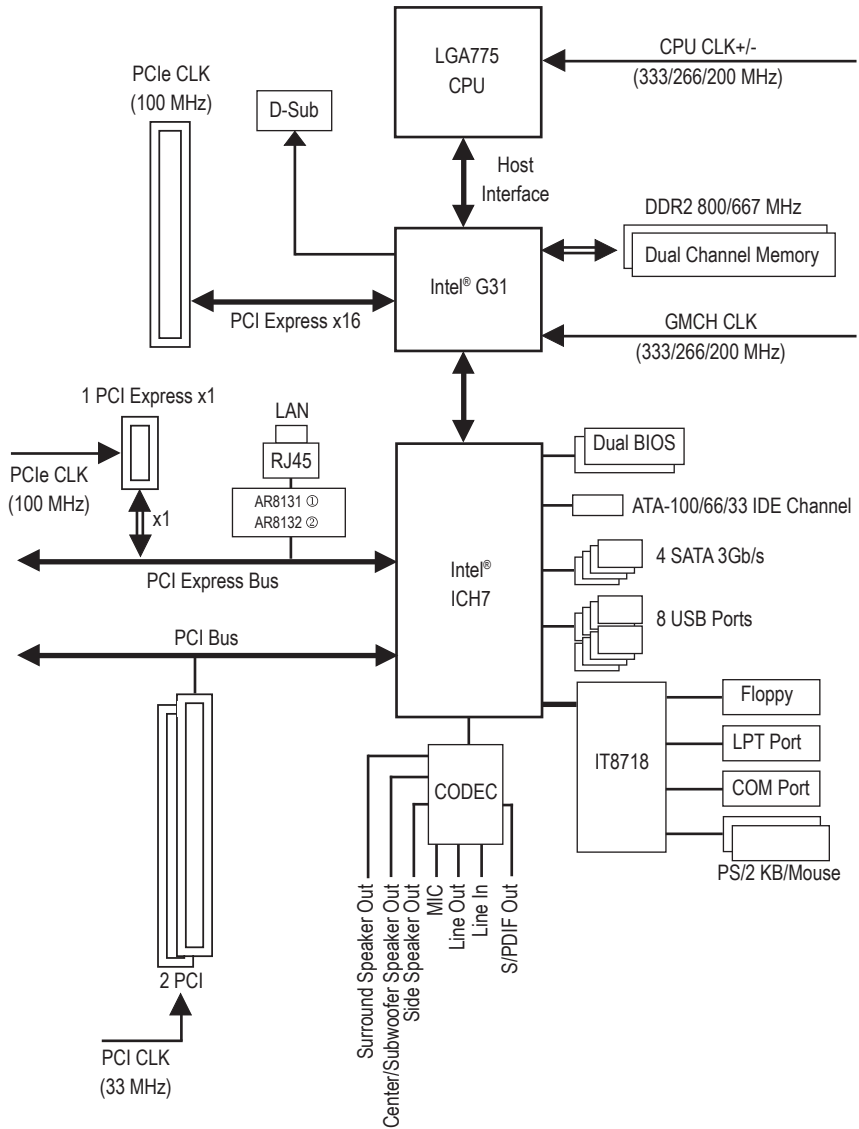 LGA775
CPU
CPU CLK+/-
(333/266/200 MHz)
PCIe CLK
(100 MHz)
D-Sub
Host
Interface
DDR2 800/667 MHz
Dual Channel Memory
Intel® G31
PCI Express x16
GMCH CLK
(333/266/200 MHz)
1 PCI Express x1
LAN
RJ45
Dual BIOS
PCIe CLK
(100 MHz)
x1
AR8131 ①
AR8132 ②
ATA-100/66/33 IDE Channel
PCI Express Bus
Intel®
ICH7
4 SATA 3Gb/s
8 USB Ports
PCI Bus
IT8718
Floppy
LPT Port
COM Port
PS/2 KB/Mouse
CODEC
Surround Speaker Out
Center/Subwoofer Speaker Out
Side Speaker Out
MIC
Line Out
Line In
S/PDIF Out
2 PCI
PCI CLK
(33 MHz)